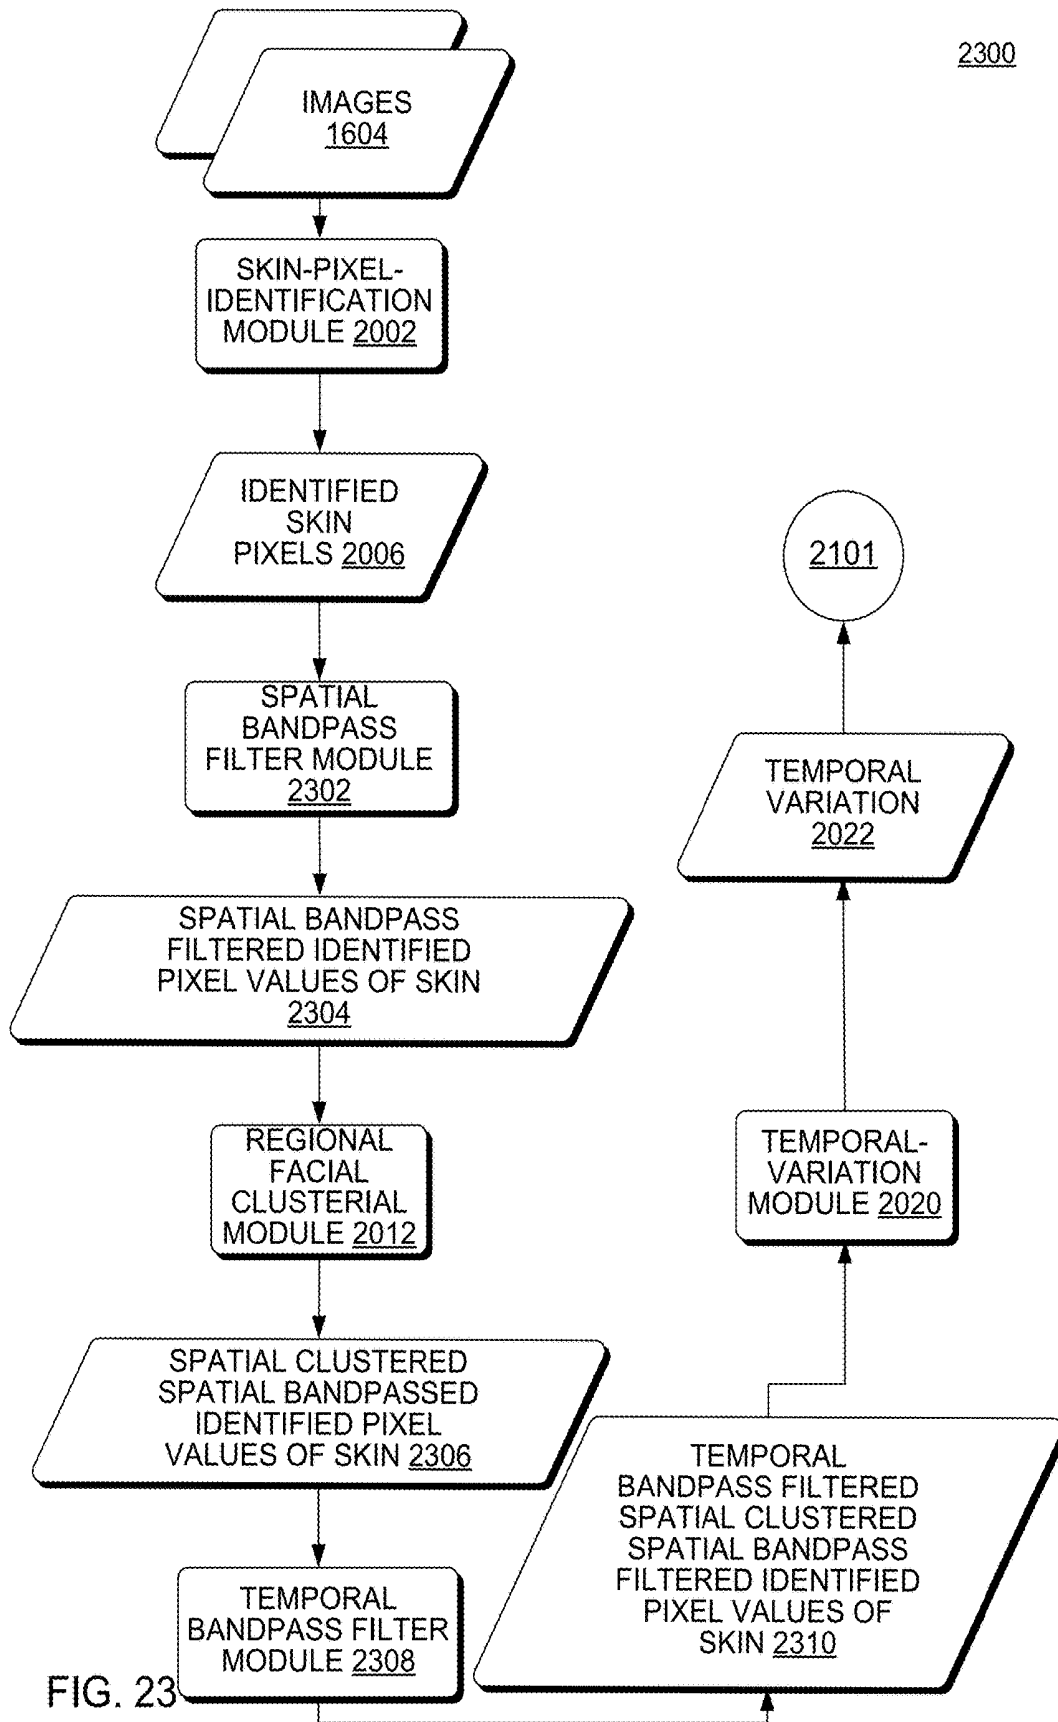 2300
IMAGES
1604
SKIN-PIXEL-
IDENTIFICATION
MODULE 2002
IDENTIFIED
SKIN
PIXELS 2006
SPATIAL
BANDPASS
FILTER MODULE
2302
SPATIAL BANDPASS
FILTERED IDENTIFIED
PIXEL VALUES OF SKIN
2304
REGIONAL
FACIAL
CLUSTERIAL
MODULE 2012
SPATIAL CLUSTERED
SPATIAL BANDPASSED
IDENTIFIED PIXEL
VALUES OF SKIN 2306
TEMPORAL
BANDPASS FILTER
MODULE 2308
TEMPORAL
BANDPASS FILTERED
SPATIAL CLUSTERED
SPATIAL BANDPASS
FILTERED IDENTIFIED
PIXEL VALUES OF
SKIN 2310
TEMPORAL-
VARIATION
MODULE 2020
TEMPORAL
VARIATION
2022
2101
FIG. 23